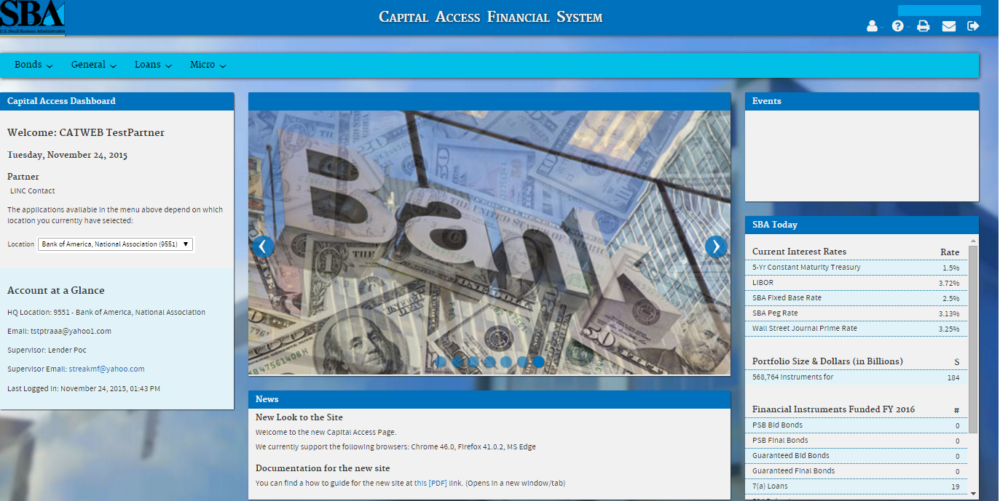 SBA
U.S. Small Business Administration
Capital Access Financial System
Bonds General Loans Micro
Capital Access Dashboard
Welcome: CATWEB TestPartner
Tuesday, November 24, 2015
Partner
LINC Contact
The applications available in the menu above depend on which
location you currently have selected:
Location Bank of America, National Association (9551)
Account at a Glance
HQ Location: 9551 - Bank of America, National Association
Email: tstptraaa@yahoo1.com
Supervisor: Lender Poc
Supervisor Email: streakmf@yahoo.com
Last Logged In: November 24, 2015, 01:43 PM
Bank
THE UNITED STATES OF AMERICA
50
News
New Look to the Site
Welcome to the new Capital Access Page.
We currently support the following browsers: Chrome 46.0, Firefox 41.0.2, MS Edge
Documentation for the new site
You can find a how to guide for the new site at this [PDF] link. (Opens in a new window/tab)
Events
SBA Today
Current Interest Rates Rate
5-Yr Constant Maturity Treasury 1.5%
LIBOR 3.72%
SBA Fixed Base Rate 2.5%
SBA Peg Rate 3.13%
Wall Street Journal Prime Rate 3.25%
Portfolio Size & Dollars (in Billions) $
568,764 Instruments for 184
Financial Instruments Funded FY 2016 #
PSB Bid Bonds 0
PSB Final Bonds 0
Guaranteed Bid Bonds 0
Guaranteed Final Bonds 0
7(a) Loans 19